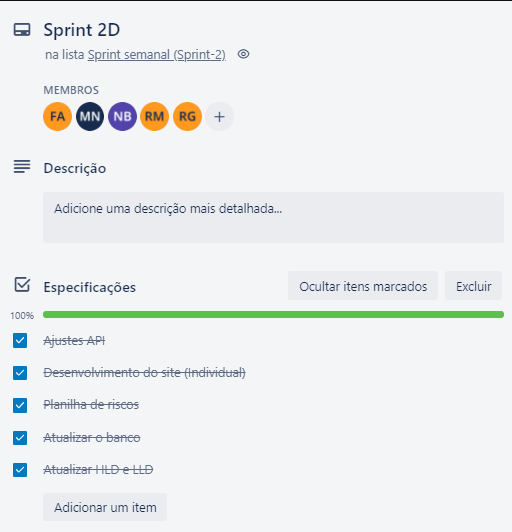 Sprint 2D
na lista Sprint semanal (Sprint-2)
MEMBROS
FA MN NB RM RG +
Descrição
Adicione uma descrição mais detalhada...
Especificações Ocultar itens marcados Excluir
100%
Ajustes API
Desenvolvimento do site (Individual)
Planilha de riscos
Atualizar o banco
Atualizar HLD e LLD
Adicionar um item